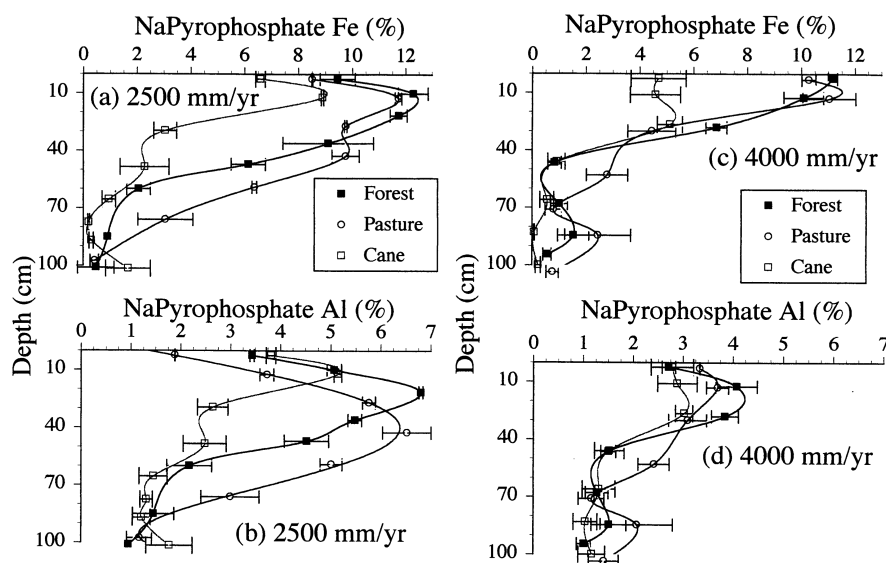 NaPyrophosphate Fe (%)
0 2 4 6 8 10 12
10
(a) 2500 mm/yr
40
70
100
Forest
Pasture
Cane
NaPyrophosphate Fe (%)
0 2 4 6 8 10 12
10
40
(c) 4000 mm/yr
70
100
Forest
Pasture
Cane
Depth (cm)
Depth (cm)
NaPyrophosphate Al (%)
0 1 2 3 4 5 6 7
10
40
70
(b) 2500 mm/yr
100
NaPyrophosphate Al (%)
0 1 2 3 4 5 6 7
10
40
(d) 4000 mm/yr
70
100